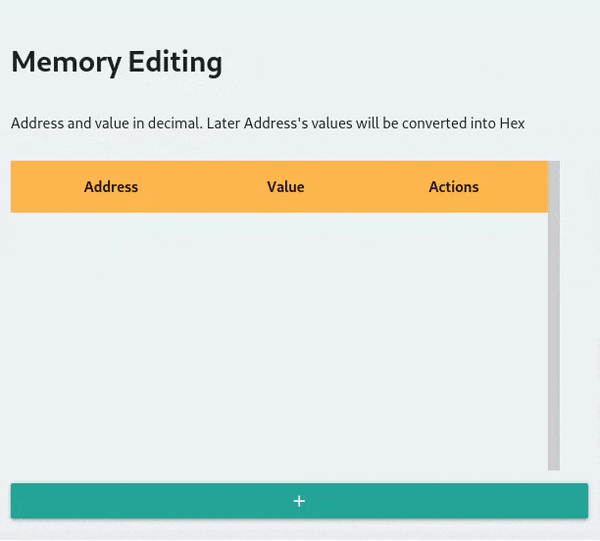 Memory Editing
Address and value in decimal. Later Address's values will be converted into Hex
Address Value Actions
+